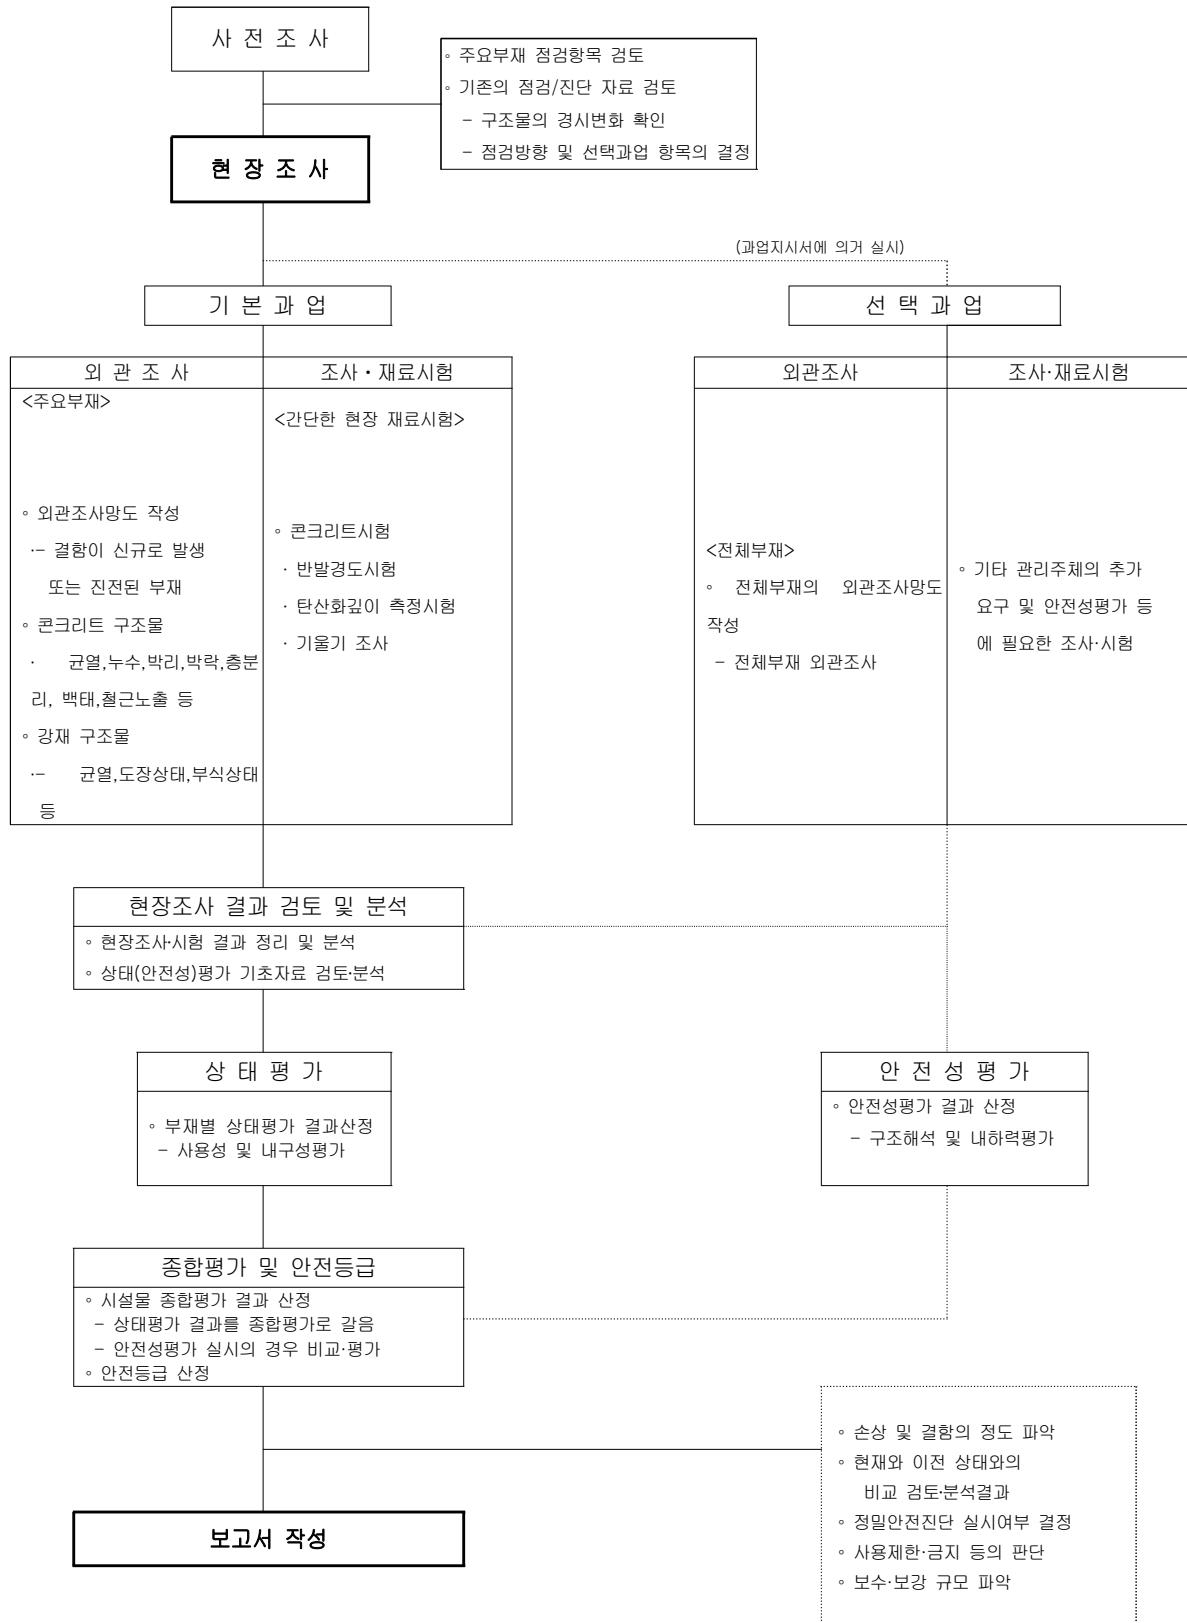 사 전 조 사
◦ 주요부재 점검항목 검토
◦ 기존의 점검/진단 자료 검토
- 구조물의 경시변화 확인
- 점검방향 및 선택과업 항목의 결정
현 장 조 사
(과업지시서에 의거 실시)
기 본 과 업
선 택 과 업
외 관 조 사
조사・재료시험
<주요부재>
<간단한 현장 재료시험>
◦ 외관조사망도 작성
·- 결함이 신규로 발생
또는 진전된 부재
◦ 콘크리트 구조물
· 균열,누수,박리,박락,층분
리, 백태,철근노출 등
◦ 강재 구조물
·- 균열,도장상태,부식상태
등
◦ 콘크리트시험
· 반발경도시험
· 탄산화깊이 측정시험
· 기울기 조사
외관조사
조사·재료시험
<전체부재>
◦ 전체부재의 외관조사망도
작성
- 전체부재 외관조사
◦ 기타 관리주체의 추가
요구 및 안전성평가 등
에 필요한 조사·시험
현장조사 결과 검토 및 분석
◦ 현장조사·시험 결과 정리 및 분석
◦ 상태(안전성)평가 기초자료 검토·분석
상 태 평 가
◦ 부재별 상태평가 결과산정
- 사용성 및 내구성평가
안 전 성 평 가
◦ 안전성평가 결과 산정
- 구조해석 및 내하력평가
종합평가 및 안전등급
◦ 시설물 종합평가 결과 산정
- 상태평가 결과를 종합평가로 갈음
- 안전성평가 실시의 경우 비교·평가
◦ 안전등급 산정
◦ 손상 및 결함의 정도 파악
◦ 현재와 이전 상태와의
비교 검토·분석결과
◦ 정밀안전진단 실시여부 결정
◦ 사용제한·금지 등의 판단
◦ 보수·보강 규모 파악
보고서 작성